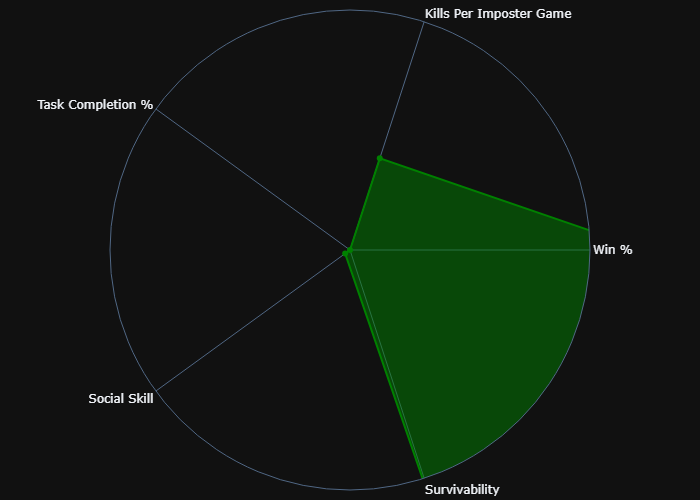 Kills Per Imposter Game
Task Completion %
Win %
Social Skill
Survivability